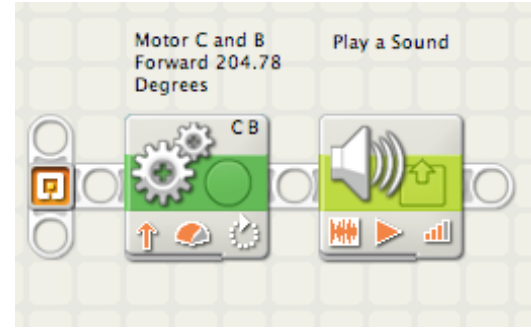 Motor C and B
Forward 204.78
Degrees
Play a Sound
C B